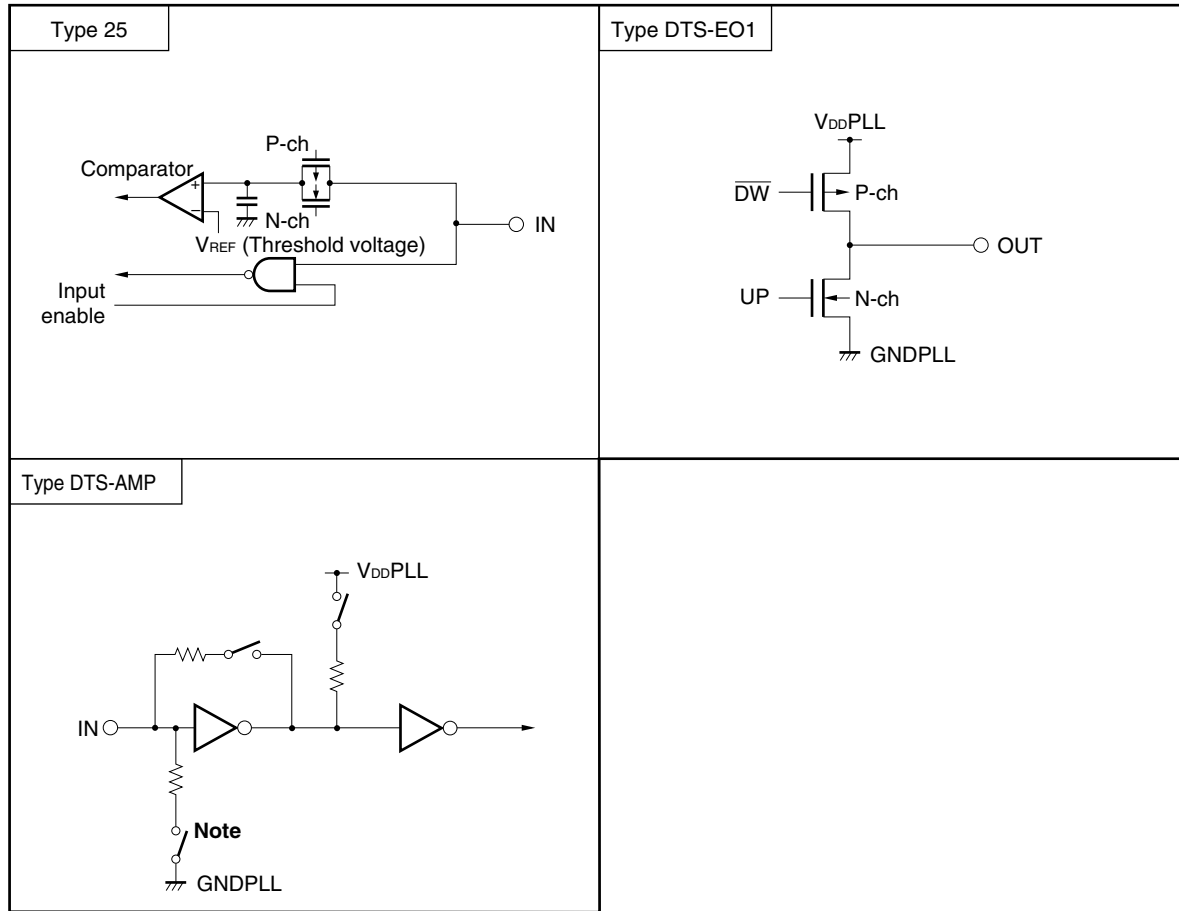 Type 25
P-ch
Comparator
+
−
N-ch
IN
VREF (Threshold voltage)
Input
enable
Type DTS-EO1
VDDPLL
D̅W̅
P-ch
OUT
UP
N-ch
GNDPLL
Type DTS-AMP
VDDPLL
IN
Note
GNDPLL